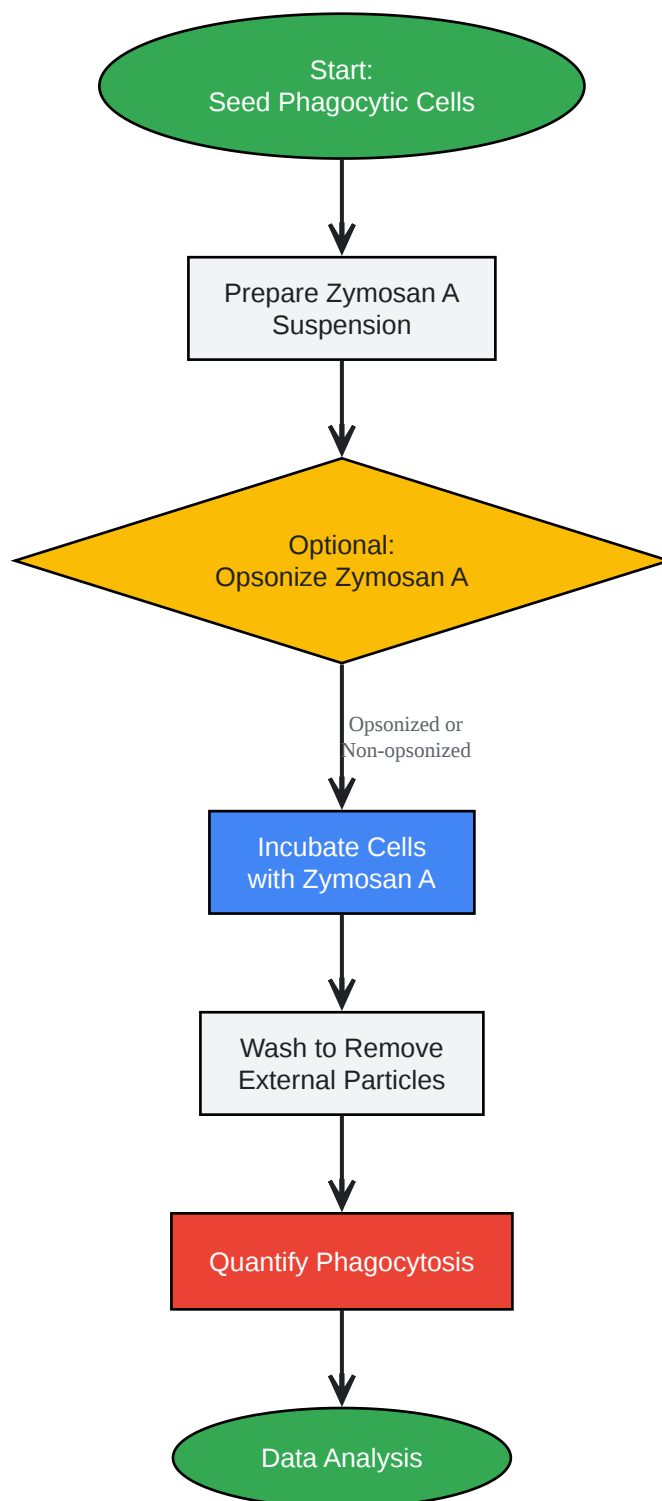 Start:
Seed Phagocytic Cells
Prepare Zymosan A
Suspension
Optional:
Opsonize Zymosan A
Opsonized or
Non-opsonized
Incubate Cells
with Zymosan A
Wash to Remove
External Particles
Quantify Phagocytosis
Data Analysis